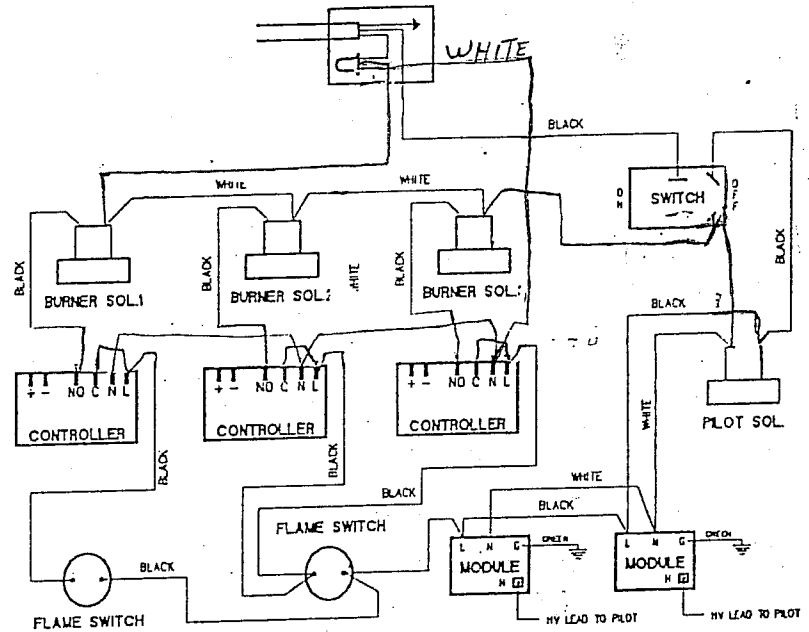 WHITE
BLACK
WHITE
WHITE
ON
SWITCH
OFF
BLACK
BLACK
BLACK
WHITE
BLACK
BURNER SOL.1
BURNER SOL.2
BURNER SOL.
BLACK
+ - NO C N L
CONTROLLER
+ - NO C N L
CONTROLLER
+ - NO C N L
CONTROLLER
PILOT SOL.
WHITE
BLACK
BLACK
BLACK
WHITE
BLACK
FLAME SWITCH
BLACK
FLAME SWITCH
L N G
GREEN
MODULE
H
HV LEAD TO PILOT
L N G
GREEN
MODULE
H
HV LEAD TO PILOT